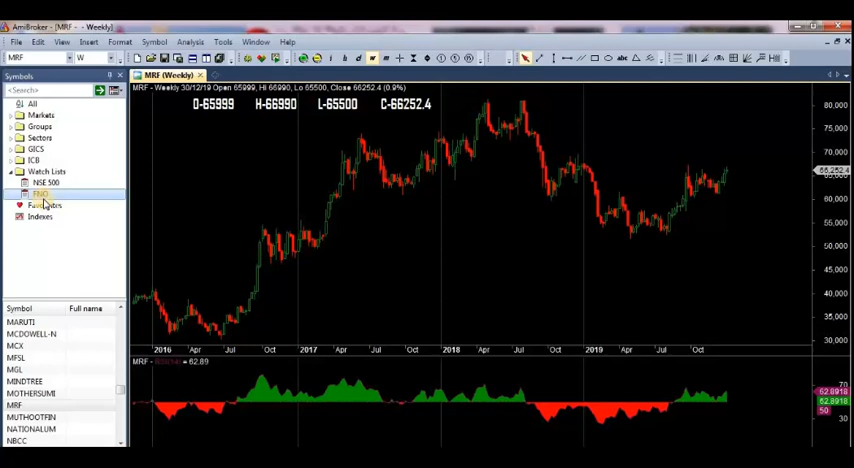 AmiBroker - [MRF - - Weekly]
File Edit View Insert Format Symbol Analysis Tools Window Help
MRF W
Symbols
MRF (Weekly)
<Search>
MRF - Weekly 30/12/19 Open 65999, Hi 66990, Lo 65500, Close 66252.4 (0.9%)
O-65999 H-66990 L-65500 C-66252.4
All
Markets
Groups
Sectors
GICS
ICB
Watch Lists
NSE 500
FNO
Favorites
Indexes
80,000
75,000
70,000
66,252.4
65,000
60,000
55,000
50,000
45,000
40,000
35,000
30,000
2016 Apr Jul Oct 2017 Apr Jul Oct 2018 Apr Jul Oct 2019 Apr Jul Oct
Symbol Full name
MARUTI
MCDOWELL-N
MCX
MFSL
MGL
MINDTREE
MOTHERSUMI
MRF
MUTHOOTFIN
NATIONALUM
NBCC
MRF - RSI(14) = 62.89
70
62.8918
62.8918
50
30